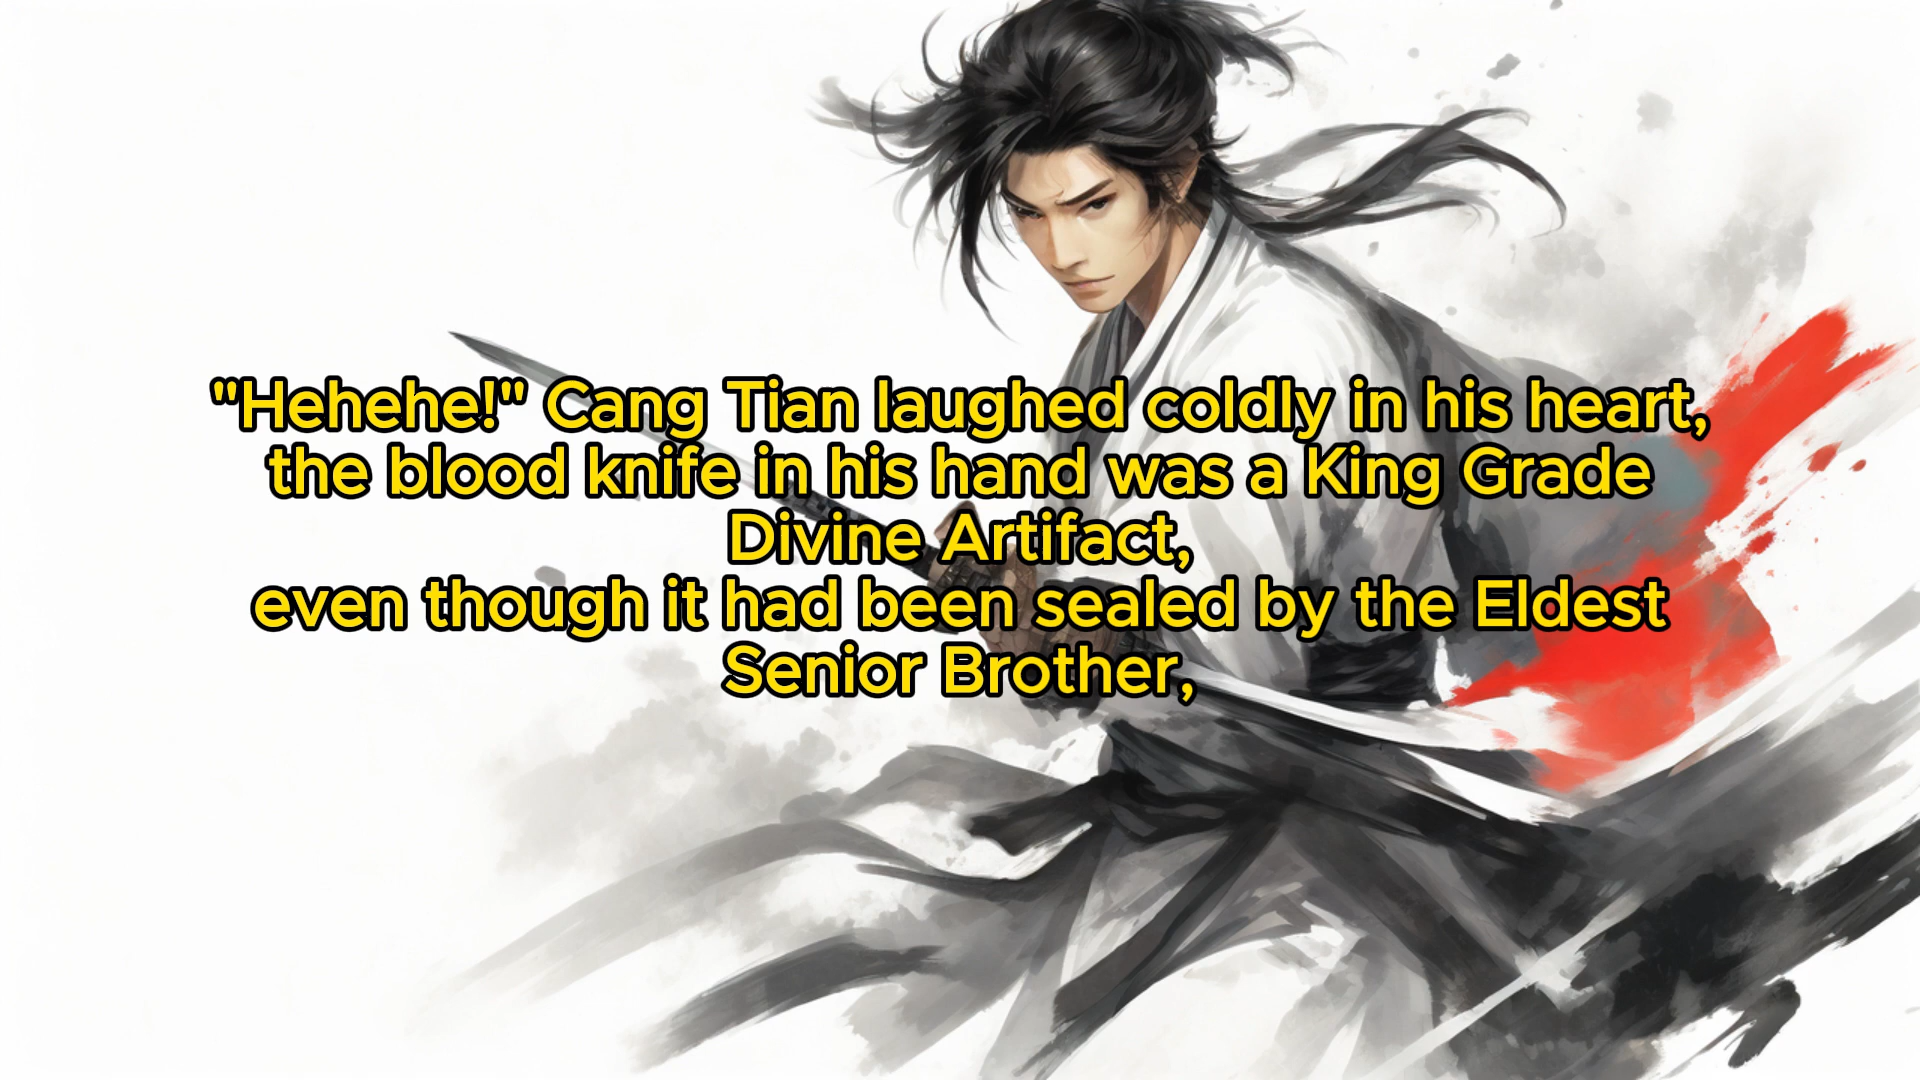 "Hehehe!" Cang Tian laughed coldly in his heart,
the blood knife in his hand was a King Grade
Divine Artifact,
even though it had been sealed by the Eldest
Senior Brother,